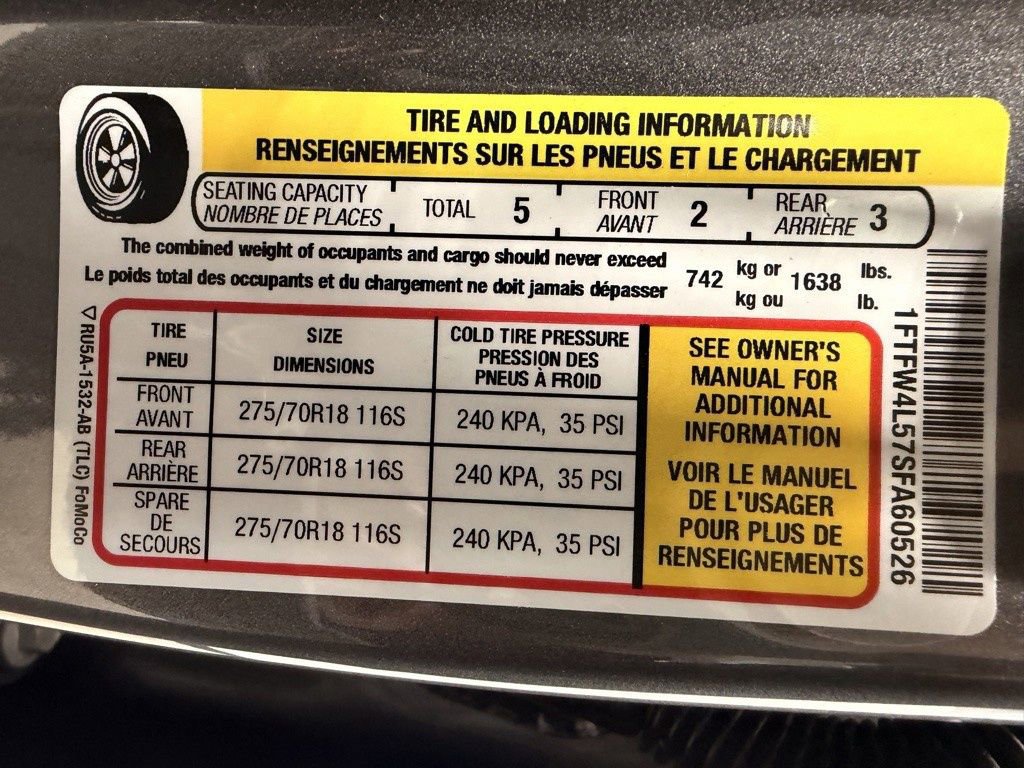 TIRE AND LOADING INFORMATION
RENSEIGNEMENTS SUR LES PNEUS ET LE CHARGEMENT
SEATING CAPACITY
NOMBRE DE PLACES
TOTAL 5
FRONT
AVANT
2
REAR
ARRIÈRE
3
The combined weight of occupants and cargo should never exceed
Le poids total des occupants et du chargement ne doit jamais dépasser
742
kg or
kg ou
1638
lbs.
lb.
TIRE
PNEU
SIZE
DIMENSIONS
COLD TIRE PRESSURE
PRESSION DES
PNEUS À FROID
FRONT
AVANT
275/70R18 116S
240 KPA, 35 PSI
REAR
ARRIÈRE
275/70R18 116S
240 KPA, 35 PSI
SPARE
DE
SECOURS
275/70R18 116S
240 KPA, 35 PSI
SEE OWNER'S
MANUAL FOR
ADDITIONAL
INFORMATION
VOIR LE MANUEL
DE L'USAGER
POUR PLUS DE
RENSEIGNEMENTS
1FTFW4L57SFA60526
RU5A-1532-AB (TLC) FoMoCo